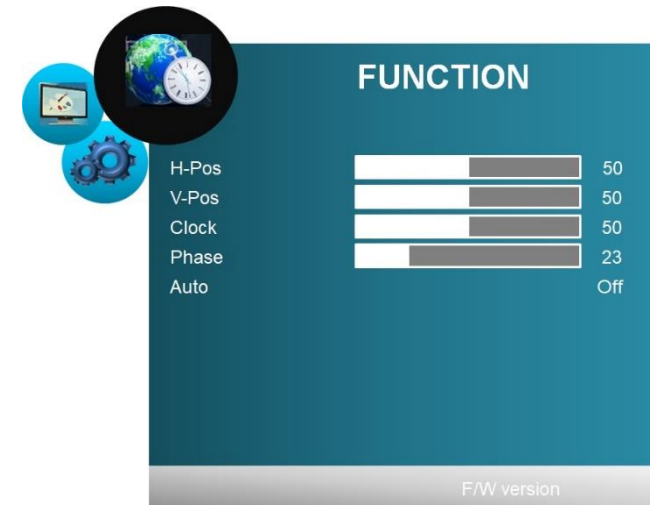 FUNCTION
H-Pos 50
V-Pos 50
Clock 50
Phase 23
Auto Off
F/W version